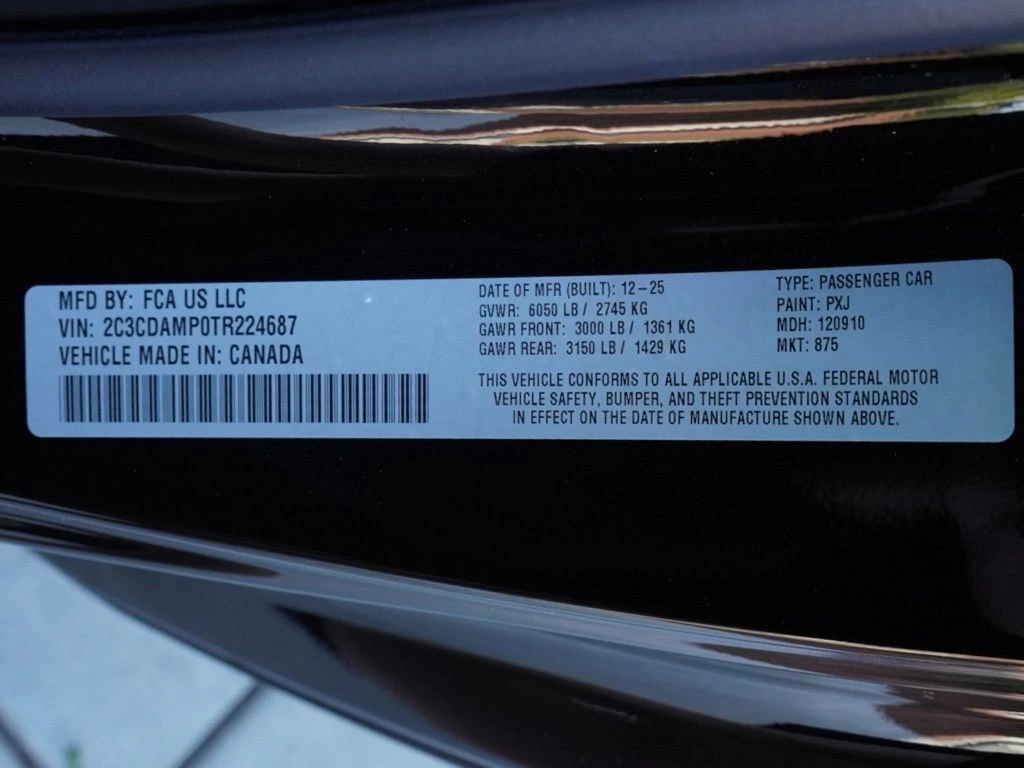 MFD BY: FCA US LLC
VIN: 2C3CDAMP0TR224687
VEHICLE MADE IN: CANADA
DATE OF MFR (BUILT): 12-25
GVWR: 6050 LB / 2745 KG
GAWR FRONT: 3000 LB / 1361 KG
GAWR REAR: 3150 LB / 1429 KG
TYPE: PASSENGER CAR
PAINT: PXJ
MDH: 120910
MKT: 875
THIS VEHICLE CONFORMS TO ALL APPLICABLE U.S.A. FEDERAL MOTOR
VEHICLE SAFETY, BUMPER, AND THEFT PREVENTION STANDARDS
IN EFFECT ON THE DATE OF MANUFACTURE SHOWN ABOVE.